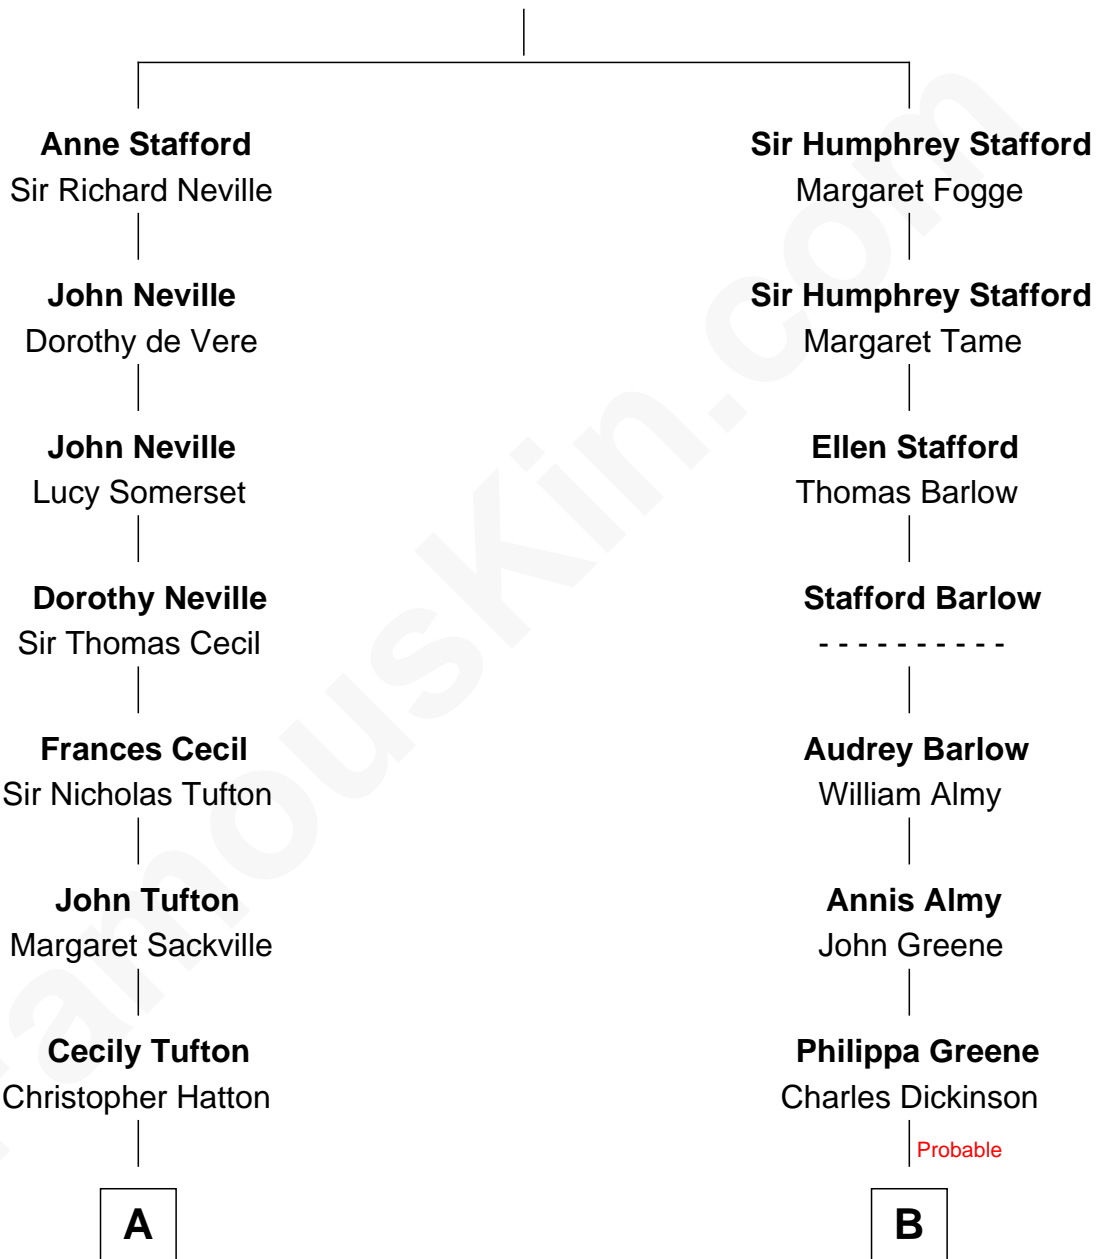 Anne Stafford
Sir Richard Neville
John Neville
Dorothy de Vere
John Neville
Lucy Somerset
Dorothy Neville
Sir Thomas Cecil
Frances Cecil
Sir Nicholas Tufton
John Tufton
Margaret Sackville
Cecily Tufton
Christopher Hatton
A
Sir Humphrey Stafford
Margaret Fogge
Sir Humphrey Stafford
Margaret Tame
Ellen Stafford
Thomas Barlow
Stafford Barlow
- - - - - - - - - -
Audrey Barlow
William Almy
Annis Almy
John Greene
Philippa Greene
Charles Dickinson
Probable
B
FamousKin.com